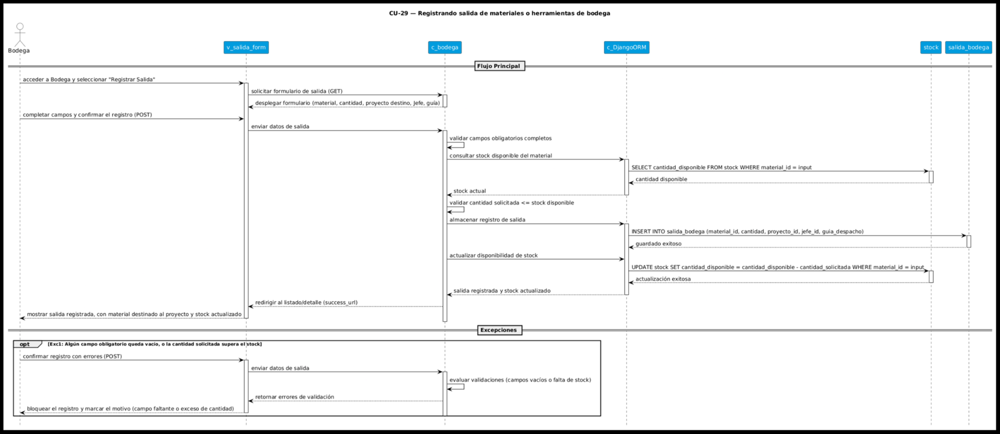 CU-29 — Registrando salida de materiales o herramientas de bodega
Bodega
v_salida_form
c_bodega
c_DjangoORM
stock
salida_bodega
Flujo Principal
acceder a Bodega y seleccionar "Registrar Salida"
solicitar formulario de salida (GET)
desplegar formulario (material, cantidad, proyecto destino, Jefe, guía)
completar campos y confirmar el registro (POST)
enviar datos de salida
validar campos obligatorios completos
consultar stock disponible del material
SELECT cantidad_disponible FROM stock WHERE material_id = input
cantidad disponible
stock actual
validar cantidad solicitada <= stock disponible
almacenar registro de salida
INSERT INTO salida_bodega (material_id, cantidad, proyecto_id, jefe_id, guia_despacho)
guardado exitoso
actualizar disponibilidad de stock
UPDATE stock SET cantidad_disponible = cantidad_disponible - cantidad_solicitada WHERE material_id = input
actualización exitosa
salida registrada y stock actualizado
redirigir al listado/detalle (success_url)
mostrar salida registrada, con material destinado al proyecto y stock actualizado
Excepciones
opt [Exc1: Algún campo obligatorio queda vacío, o la cantidad solicitada supera el stock]
confirmar registro con errores (POST)
enviar datos de salida
evaluar validaciones (campos vacíos o falta de stock)
retornar errores de validación
bloquear el registro y marcar el motivo (campo faltante o exceso de cantidad)